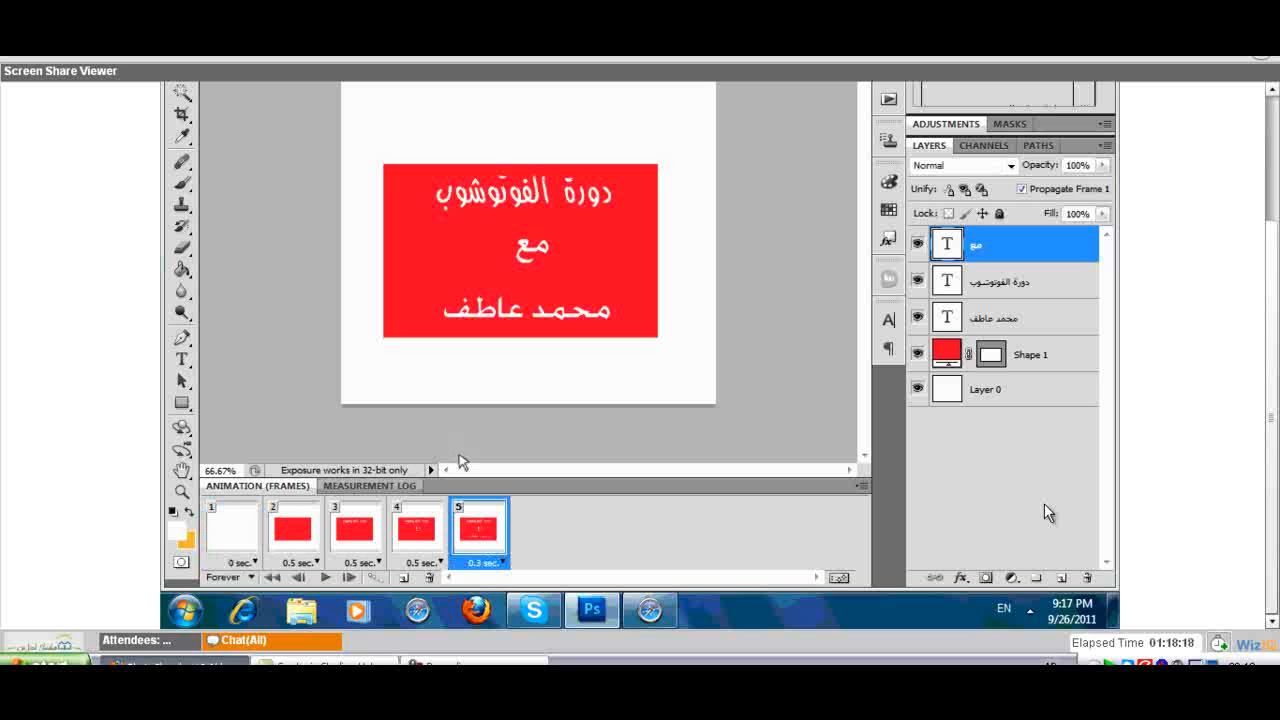 Screen Share Viewer
دورة الفوتوشوب
مع
محمد عاطف
ADJUSTMENTS MASKS
LAYERS CHANNELS PATHS
Normal Opacity: 100%
Unify: Propagate Frame 1
Lock: Fill: 100%
T مع
T دورة الفوتوشوب
T محمد عاطف
Shape 1
Layer 0
66.67% Exposure works in 32-bit only
ANIMATION (FRAMES) MEASUREMENT LOG
1 2 3 4 5
0 sec. 0.5 sec. 0.5 sec. 0.5 sec. 0.3 sec.
Forever
EN 9:17 PM
9/26/2011
Attendees: ... Chat(All)
Elapsed Time 01:18:18